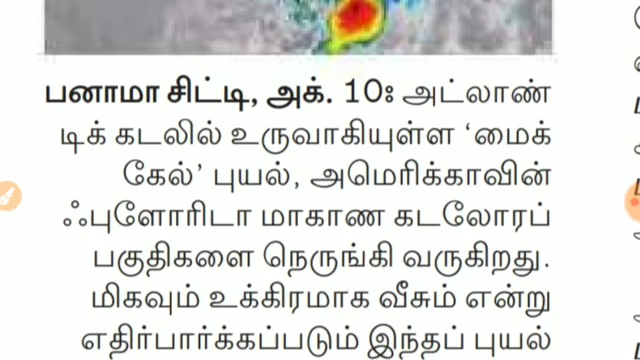 பனாமா சிட்டி, அக். 10: அட்லாண்
டிக் கடலில் உருவாகியுள்ள ‘மைக்
கேல்’ புயல், அமெரிக்காவின்
ஃபுளோரிடா மாகாண கடலோரப்
பகுதிகளை நெருங்கி வருகிறது.
மிகவும் உக்கிரமாக வீசும் என்று
எதிர்பார்க்கப்படும் இந்தப் புயல்